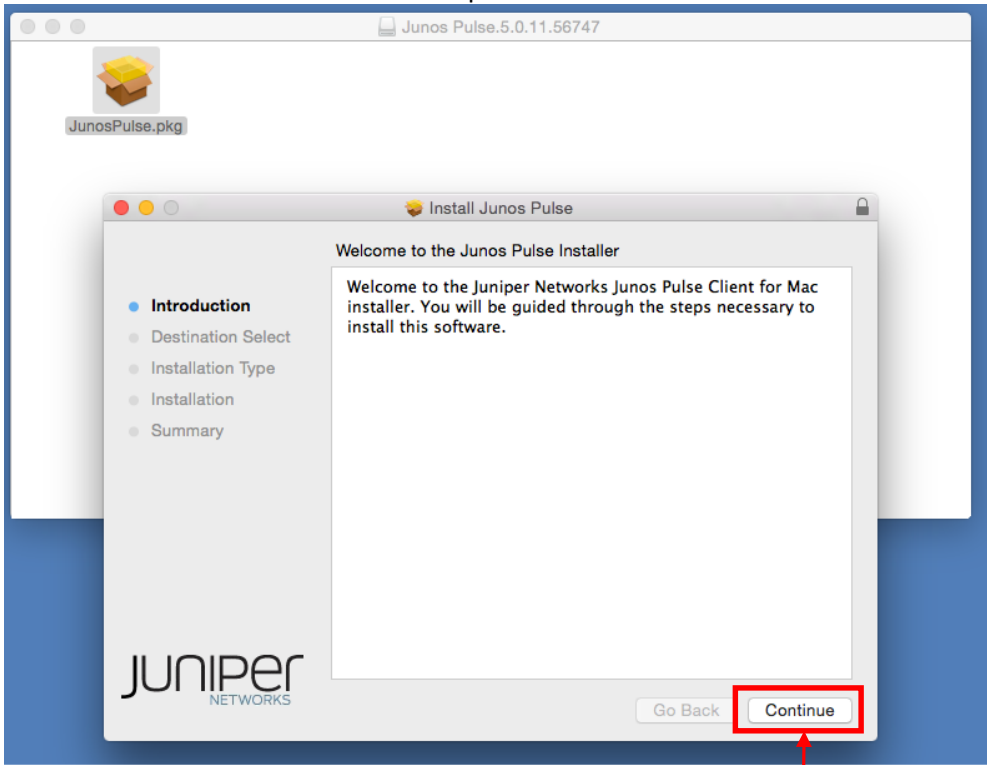 Junos Pulse.5.0.11.56747
JunosPulse.pkg
Install Junos Pulse
Welcome to the Junos Pulse Installer
Introduction
Destination Select
Installation Type
Installation
Summary
Welcome to the Juniper Networks Junos Pulse Client for Mac
installer. You will be guided through the steps necessary to
install this software.
JUNIPER
NETWORKS
Go Back
Continue